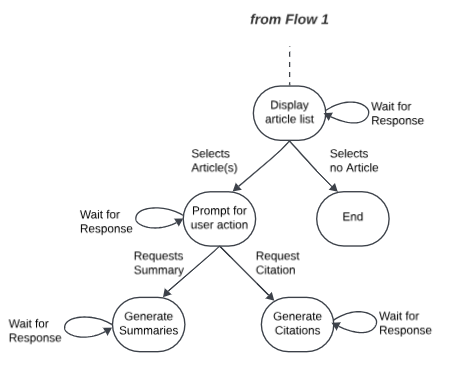 from Flow 1
Display
article list
Wait for
Response
Selects
Article(s)
Selects
no Article
Wait for
Response
Prompt for
user action
End
Requests
Summary
Request
Citation
Wait for
Response
Generate
Summaries
Generate
Citations
Wait for
Response